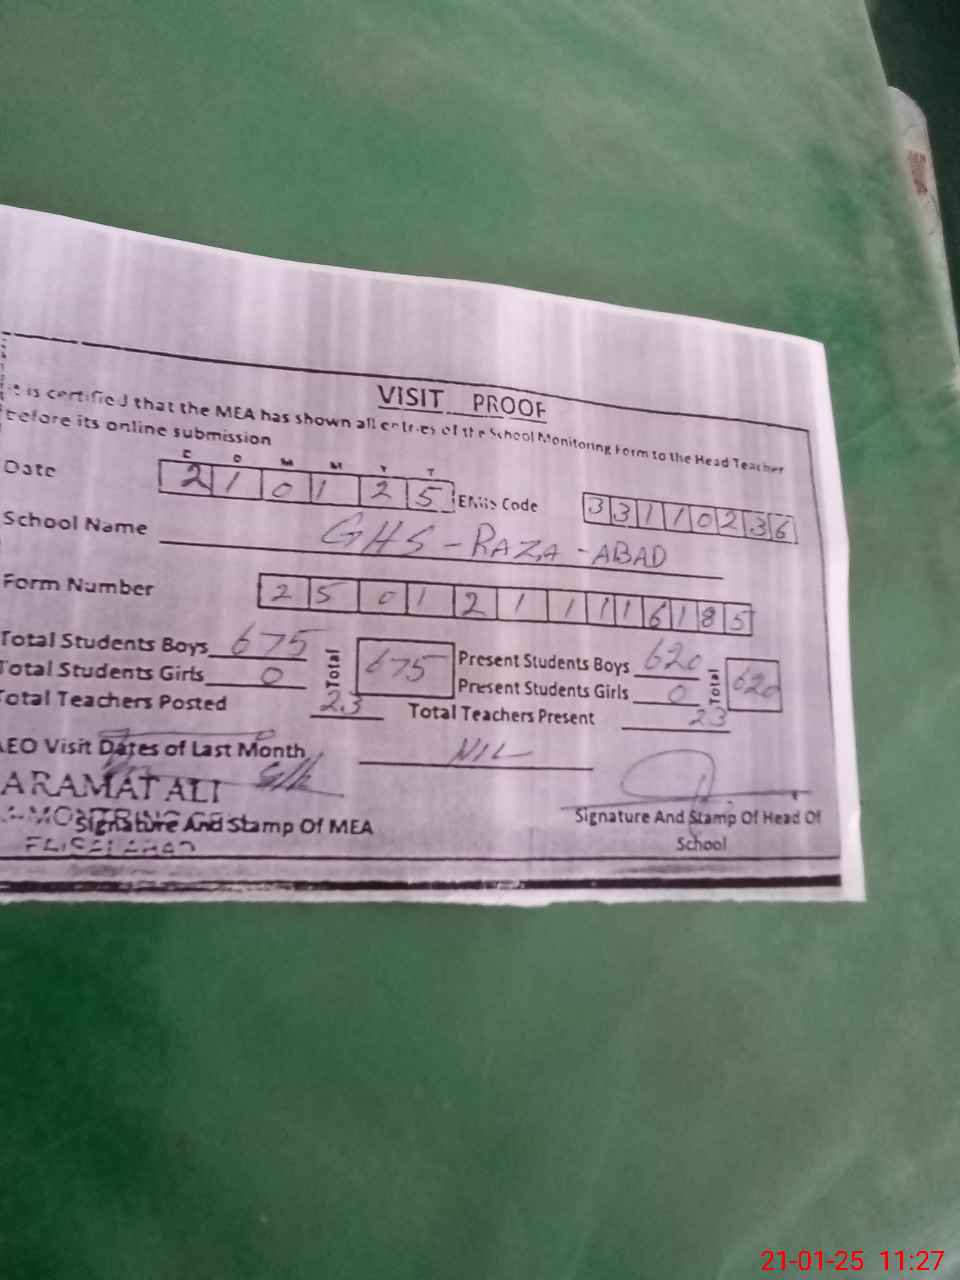 VISIT PROOF
is certified that the MEA has shown all entries of the School Monitoring Form to the Head Teacher
before its online submission
D D M M Y Y
Date 2 1 0 1 2 5 EMIS Code 3 3 1 1 0 2 3 6
School Name GHS-RAZA-ABAD
Form Number 2 5 0 1 2 1 1 1 1 6 1 8 5
Total Students Boys 675 Total 675 Present Students Boys 620 Total 620
Total Students Girls 0 Present Students Girls 0
Total Teachers Posted 23 Total Teachers Present 23
AEO Visit Dates of Last Month NIL
ARAMAT ALI
Signature And Stamp Of MEA Signature And Stamp Of Head Of
School
21-01-25 11:27